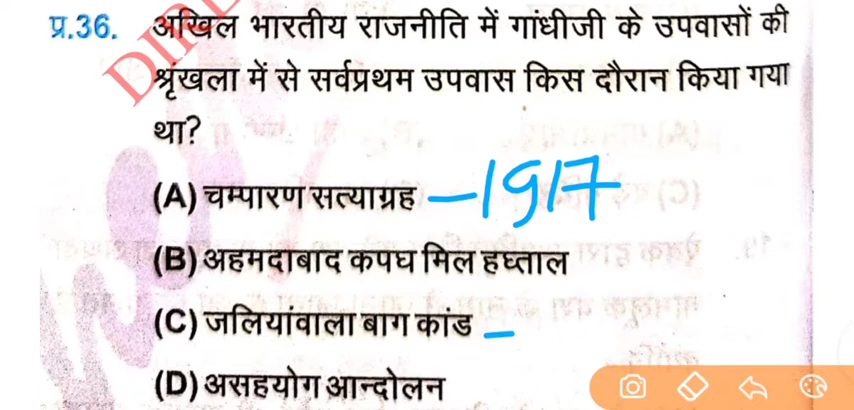 प्र.36. अखिल भारतीय राजनीति में गांधीजी के उपवासों की
श्रृंखला में से सर्वप्रथम उपवास किस दौरान किया गया
था?
(A) चम्पारण सत्याग्रह – 1917
(B) अहमदाबाद कपघ मिल हघ्ताल
(C) जलियांवाला बाग कांड –
(D) असहयोग आन्दोलन